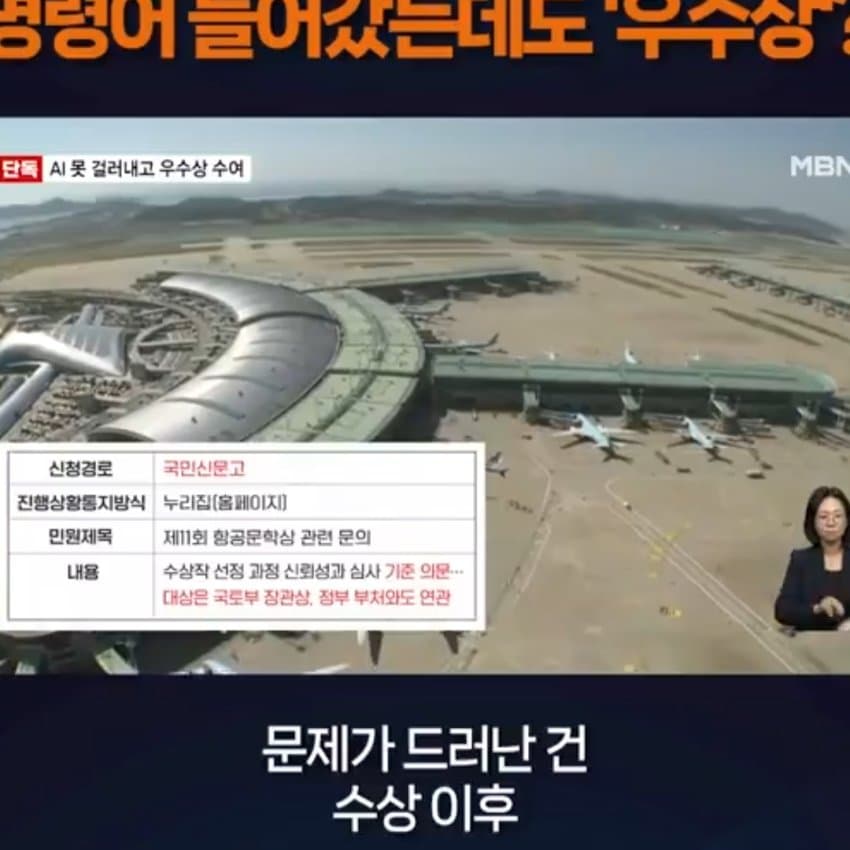 명령어 들어갔는데도 '우수상'?
단독 AI 못 걸러내고 우수상 수여
MBN
신청경로 국민신문고
진행상황통지방식 누리집(홈페이지)
민원제목 제11회 항공문학상 관련 문의
내용 수상작 선정 과정 신뢰성과 심사 기준 의문…
대상은 국토부 장관상, 정부 부처와도 연관
문제가 드러난 건
수상 이후